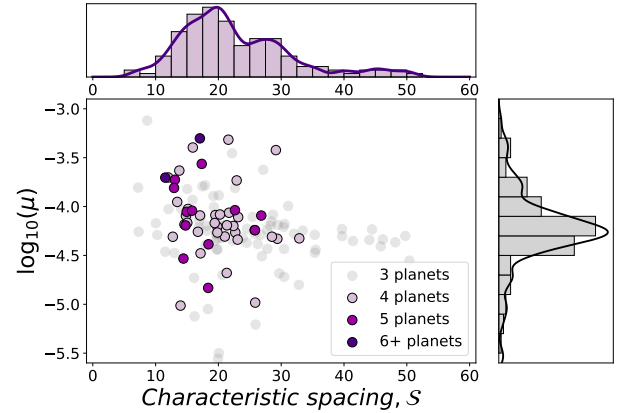 0 10 20 30 40 50 60
−3.0
−3.5
−4.0
−4.5
−5.0
−5.5
log₁₀(μ)
3 planets
4 planets
5 planets
6+ planets
0 10 20 30 40 50 60
Characteristic spacing, 𝒮